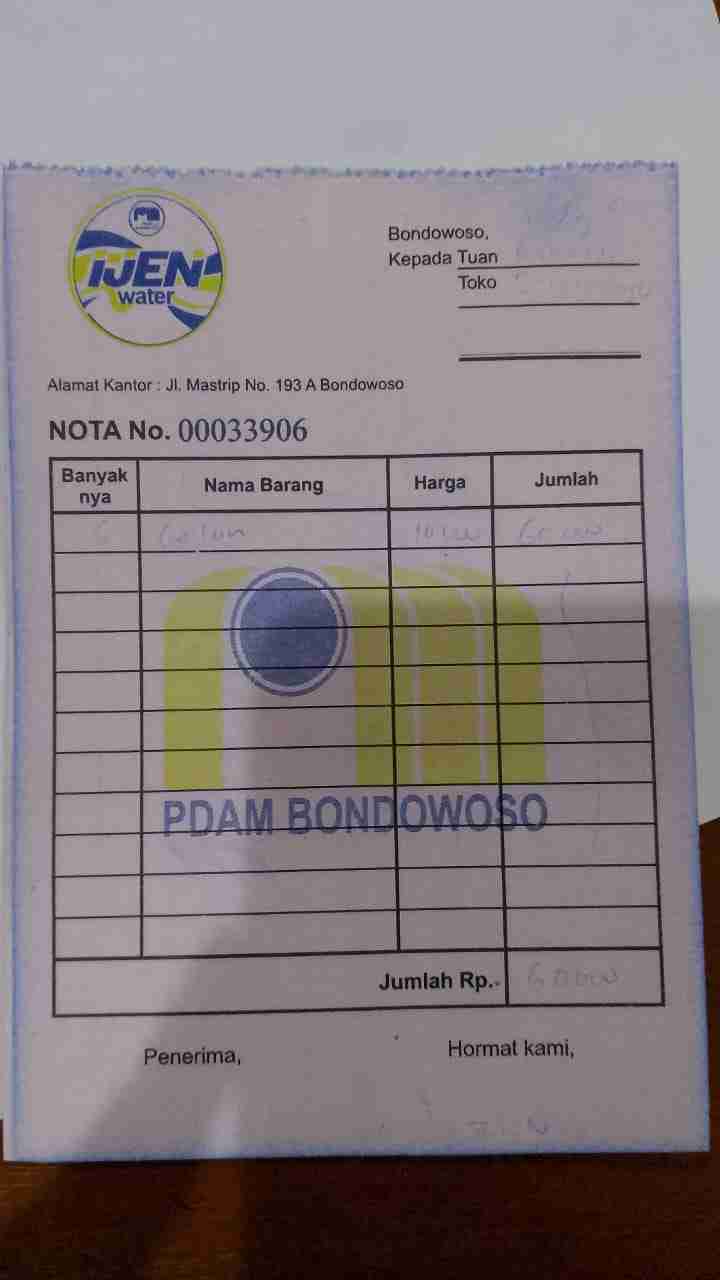 IJEN
water
Bondowoso,
Kepada Tuan
Toko
Alamat Kantor : Jl. Mastrip No. 193 A Bondowoso
NOTA No. 00033906
Banyak nya Nama Barang Harga Jumlah
6 Galon 10.000 60.000
PDAM BONDOWOSO
Jumlah Rp.- 60.000
Penerima, Hormat kami,